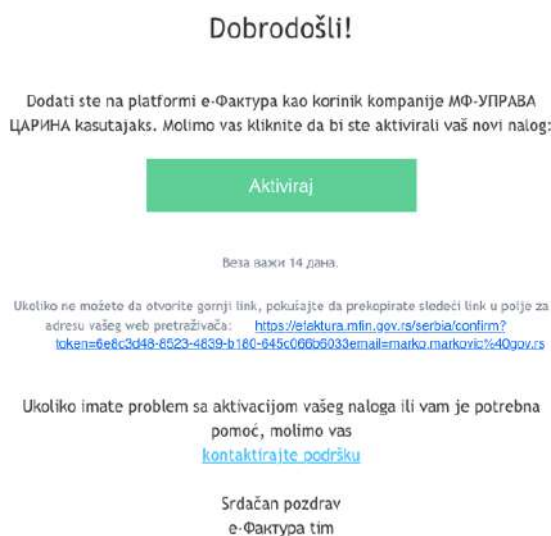 Dobrodošli!
Dodati ste na platformi е-Фактура kao korinik kompanije МФ-УПРАВА
ЦАРИНА kasutajaks. Molimo vas kliknite da bi ste aktivirali vaš novi nalog:
Aktiviraj
Веза важи 14 дана.
Ukoliko ne možete da otvorite gornji link, pokušajte da prekopirate sledeći link u polje za
adresu vašeg web pretraživača: https://efaktura.mfin.gov.rs/serbia/confirm?
token=6e8c3d48-8523-4839-b180-645c066b6033email=marko.markovic%40gov.rs
Ukoliko imate problem sa aktivacijom vašeg naloga ili vam je potrebna
pomoć, molimo vas
kontaktirajte podršku
Srdačan pozdrav
е-Фактура tim